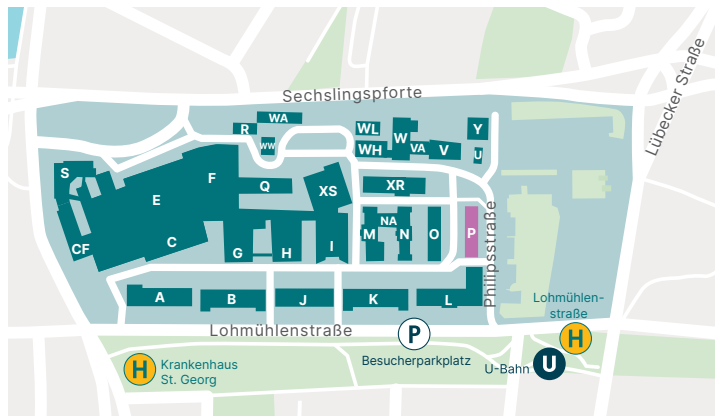 Sechslingspforte
Lübecker Straße
WA
R
WW
WL
WH
W
VA
V
Y
U
S
F
E
Q
XS
XR
CF
C
G
H
I
M
NA
N
O
P
Philipsstraße
A
B
J
K
L
Lohmühlenstraße
Lohmühlen-
straße
H
P
Besucherparkplatz
U-Bahn
U
H
Krankenhaus
St. Georg